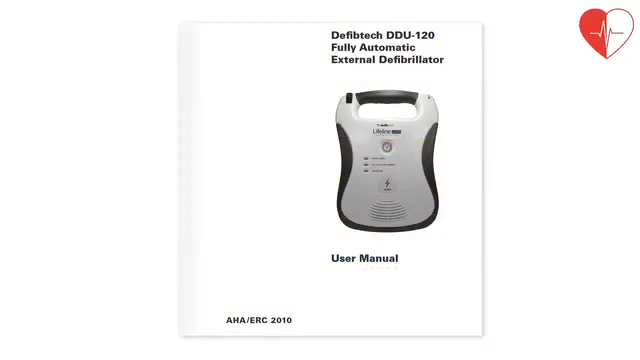 Defibtech DDU-120
Fully Automatic
External Defibrillator
Lifeline
User Manual
AHA/ERC 2010